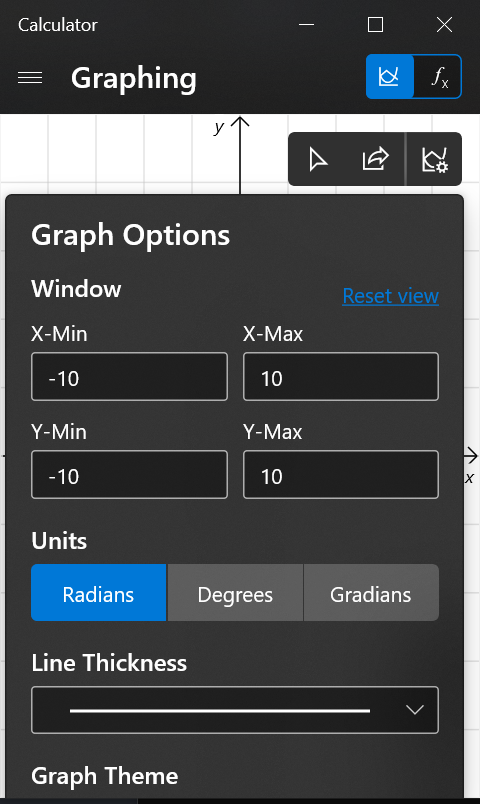 Calculator
Graphing
fx
y
Graph Options
Window
Reset view
X-Min X-Max
-10 10
Y-Min Y-Max
-10 10
x
Units
Radians Degrees Gradians
Line Thickness
Graph Theme